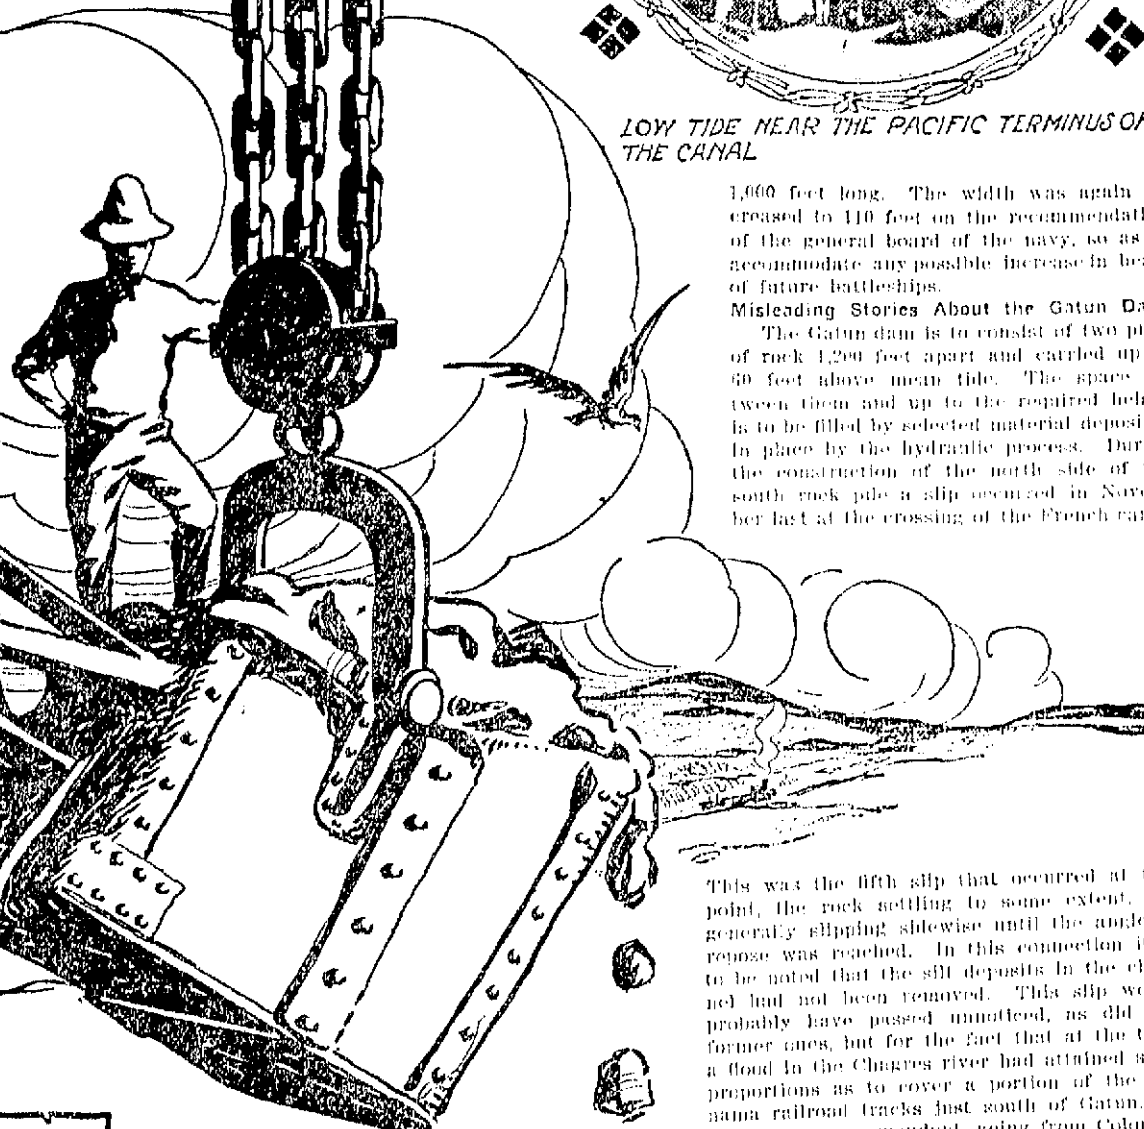 LOW TIDE NEAR THE PACIFIC TERMINUS OF
THE CANAL
1,000 feet long. The width was again
creased to 110 feet on the recommendat
of the general board of the navy, so as
accommodate any possible increase in bea
of future battleships.
Misleading Stories About the Gatun Da
The Gatun dam is to consist of two pi
of rock 1,200 feet apart and carried up
60 feet above mean tide. The space
tween them and up to the required hei
is to be filled by selected material deposi
in place by the hydraulic process. Dur
the construction of the north side of
south rock pile a slip occurred in Nove
ber last at the crossing of the French ca
This was the fifth slip that occurred at
point, the rock settling to some extent,
generally slipping sidewise until the angle
repose was reached. In this connection i
to be noted that the silt deposits in the c
nel had not been removed. This slip wo
probably have passed unnoticed, as did
former ones, but for the fact that at the
a flood in the Chagres river had attained s
proportions as to cover a portion of the
nama railroad tracks just south of Gatun.
going from Colo